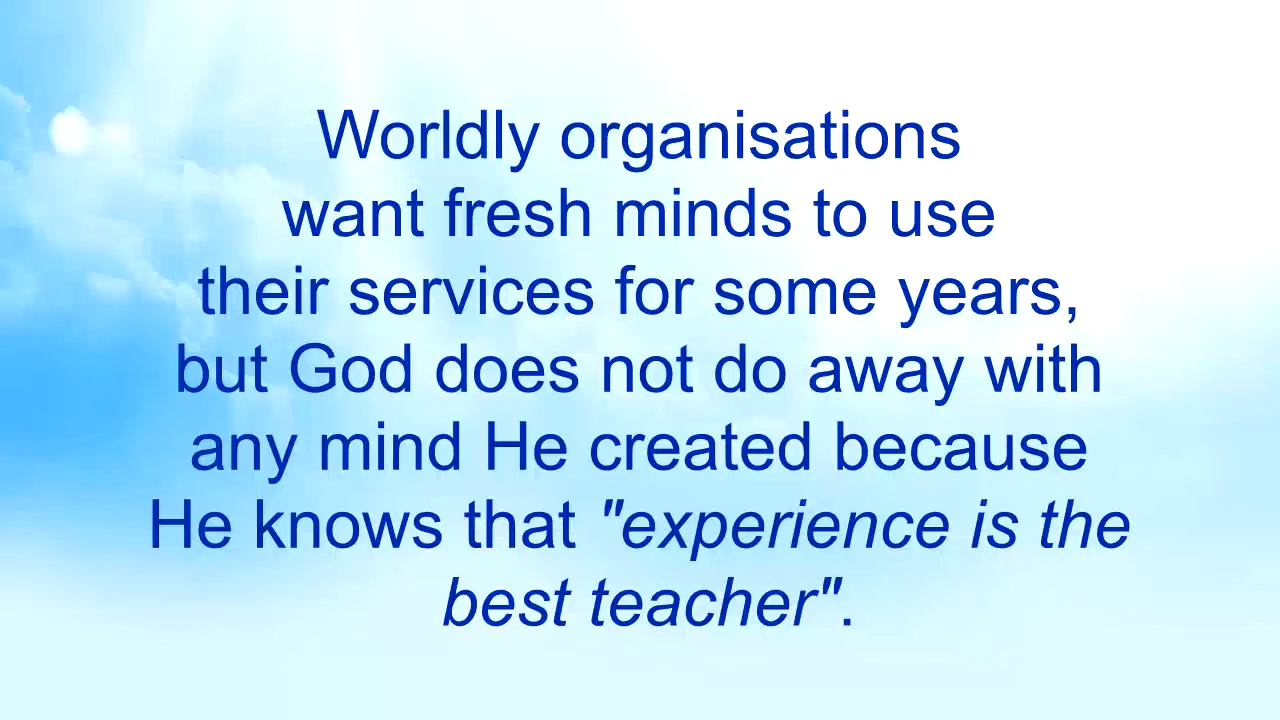 Worldly organisations
want fresh minds to use
their services for some years,
but God does not do away with
any mind He created because
He knows that "experience is the
best teacher".